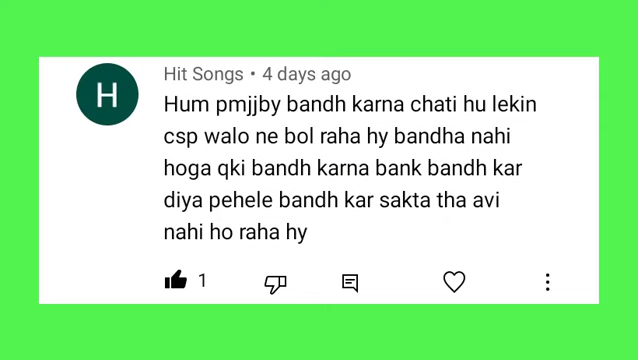 H
Hit Songs • 4 days ago
Hum pmjjby bandh karna chati hu lekin
csp walo ne bol raha hy bandha nahi
hoga qki bandh karna bank bandh kar
diya pehele bandh kar sakta tha avi
nahi ho raha hy
1